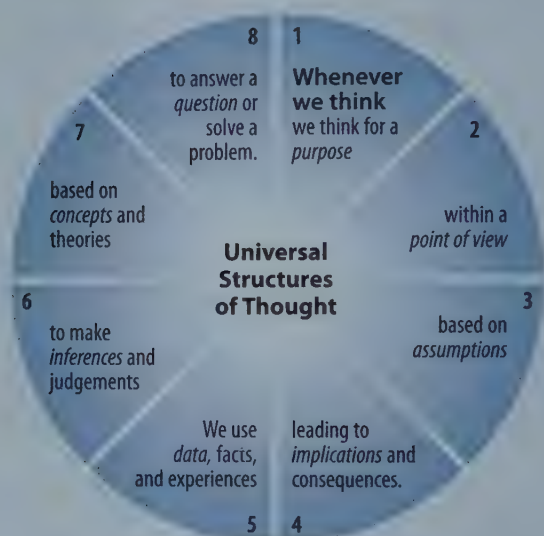 Universal
Structures
of Thought
1
Whenever
we think
we think for a
purpose
2
within a
point of view
3
based on
assumptions
4
leading to
implications and
consequences.
5
We use
data, facts,
and experiences
6
to make
inferences and
judgements
7
based on
concepts and
theories
8
to answer a
question or
solve a
problem.